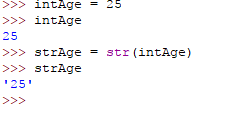 >>> intAge = 25
>>> intAge
25
>>> strAge = str(intAge)
>>> strAge
'25'
>>>